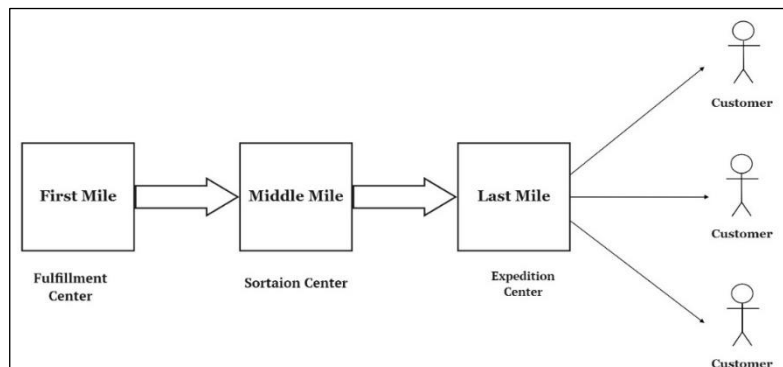 First Mile
Fulfillment
Center
Middle Mile
Sortaion Center
Last Mile
Expedition
Center
Customer
Customer
Customer